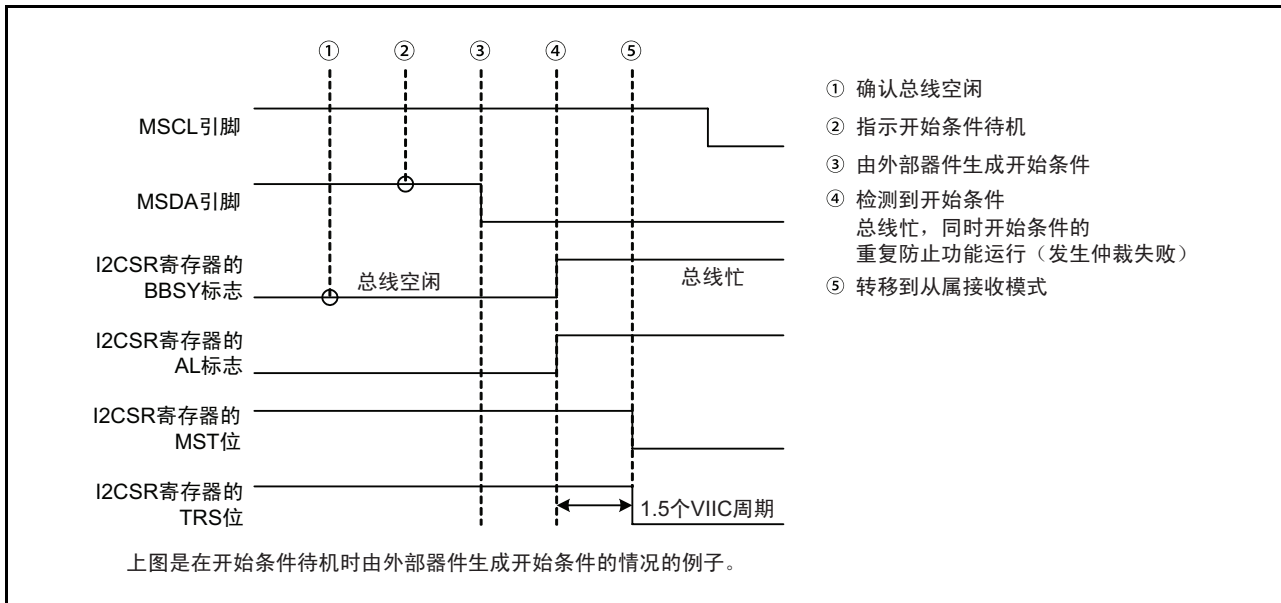 ① ② ③ ④ ⑤
MSCL引脚
MSDA引脚
I2CSR寄存器的
BBSY标志
总线空闲
总线忙
I2CSR寄存器的
AL标志
I2CSR寄存器的
MST位
I2CSR寄存器的
TRS位
1.5个VIIC周期
① 确认总线空闲
② 指示开始条件待机
③ 由外部器件生成开始条件
④ 检测到开始条件
总线忙，同时开始条件的
重复防止功能运行（发生仲裁失败）
⑤ 转移到从属接收模式
上图是在开始条件待机时由外部器件生成开始条件的情况的例子。